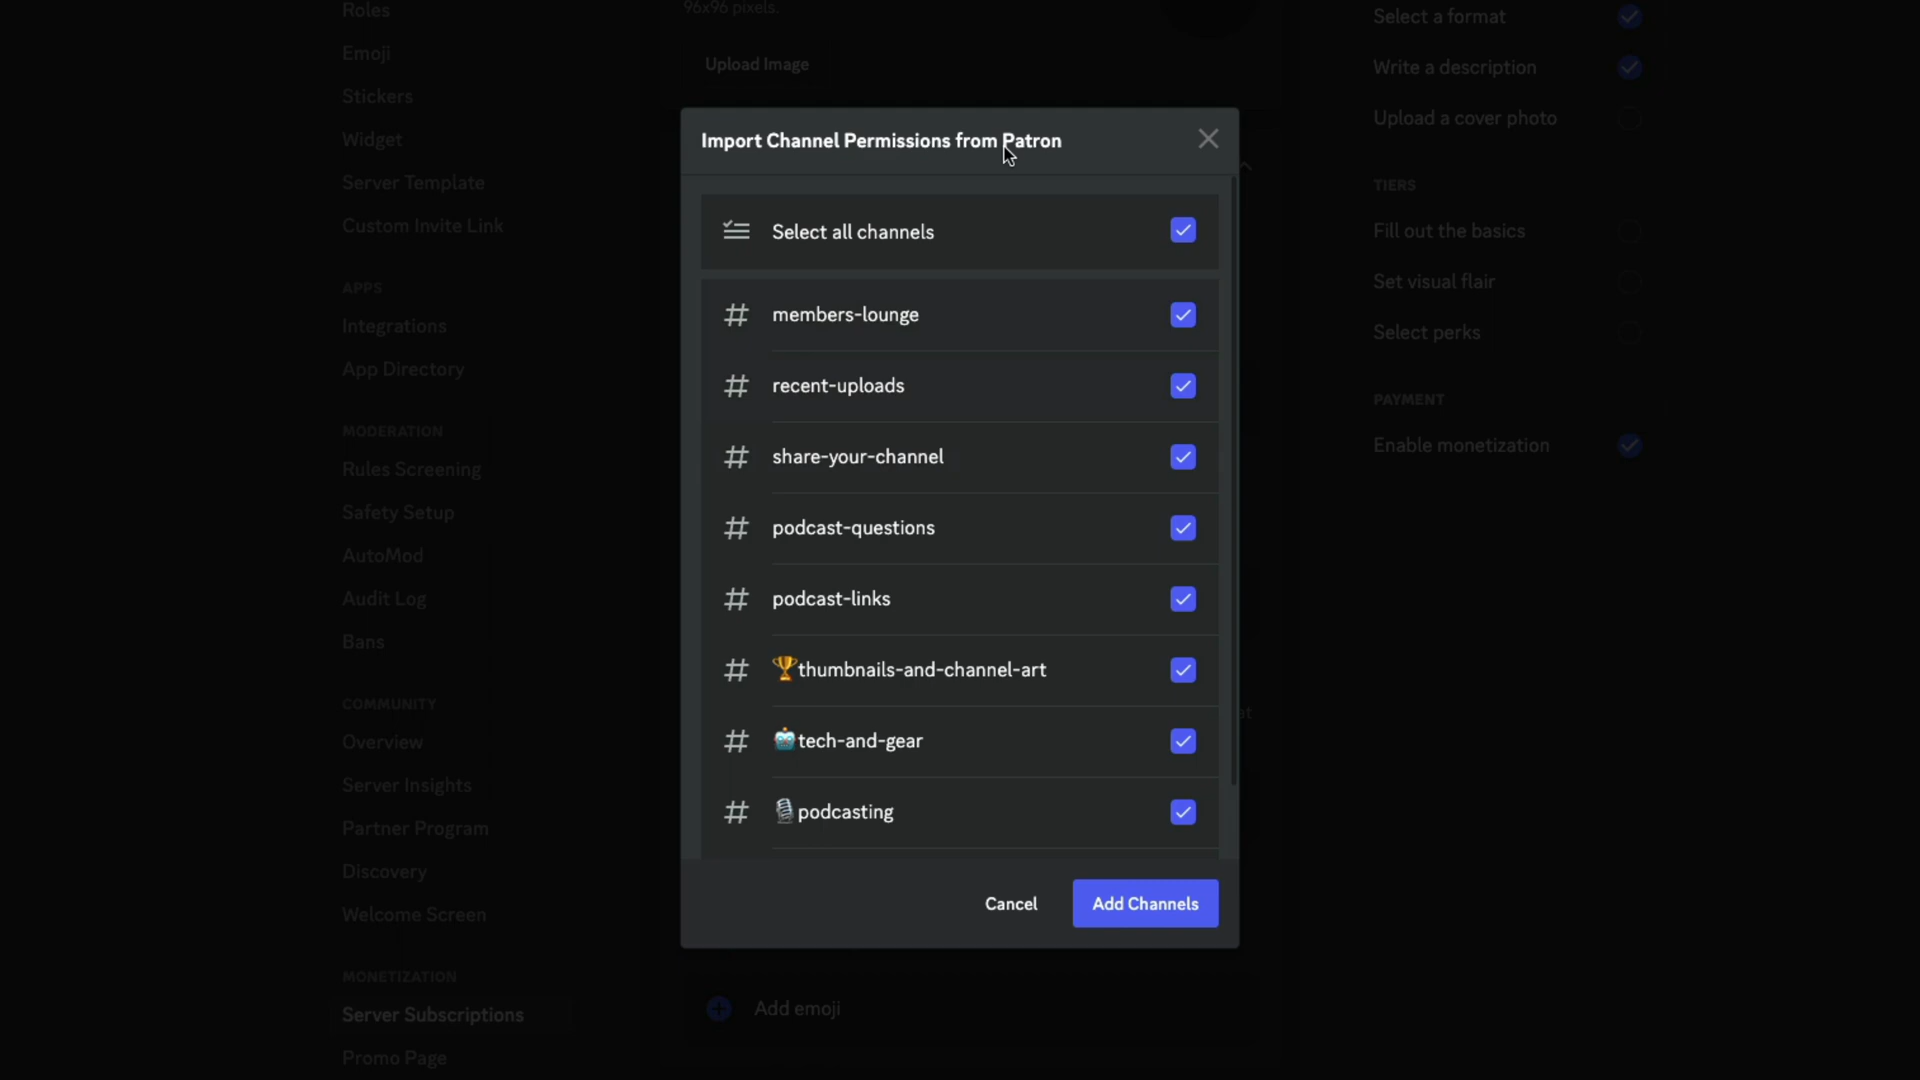 Roles
Emoji
Stickers
Widget
Server Template
Custom Invite Link
APPS
Integrations
App Directory
MODERATION
Rules Screening
Safety Setup
AutoMod
Audit Log
Bans
COMMUNITY
Overview
Server Insights
Partner Program
Discovery
Welcome Screen
MONETIZATION
Server Subscriptions
Promo Page
96x96 pixels.
Upload Image
Import Channel Permissions from Patron
Select all channels
# members-lounge
# recent-uploads
# share-your-channel
# podcast-questions
# podcast-links
# 🏆thumbnails-and-channel-art
# 🤖tech-and-gear
# 🎙podcasting
Cancel
Add Channels
at
Add emoji
Select a format
Write a description
Upload a cover photo
TIERS
Fill out the basics
Set visual flair
Select perks
PAYMENT
Enable monetization